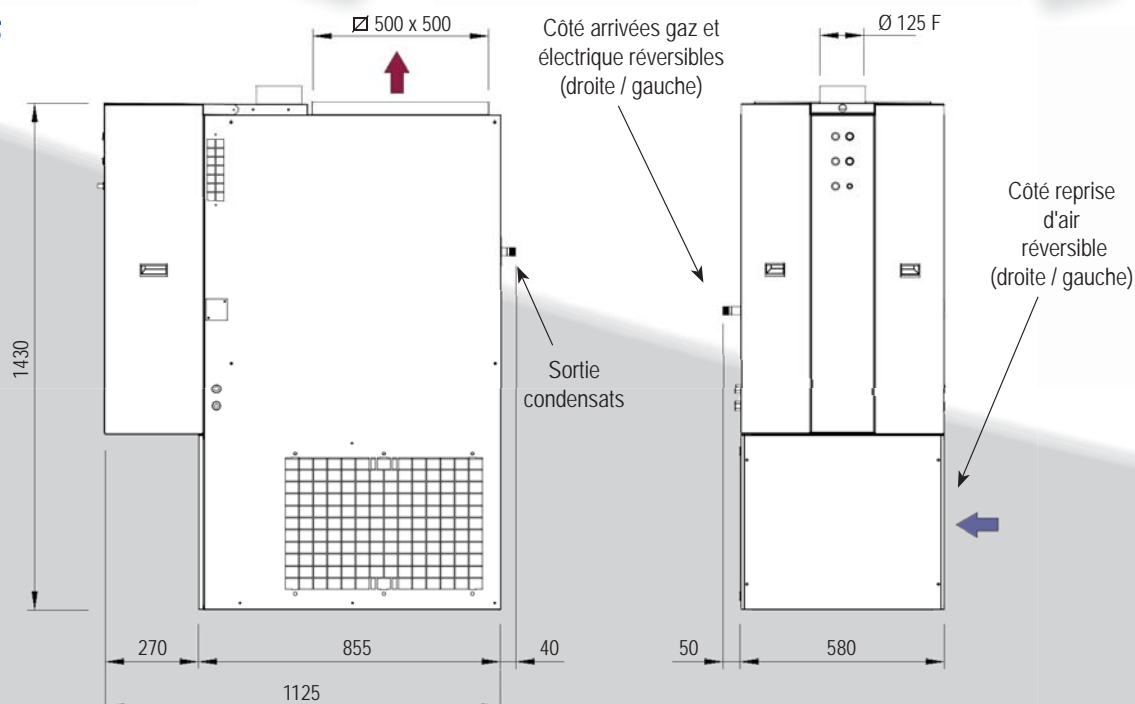 500 x 500
Côté arrivées gaz et
électrique réversibles
(droite / gauche)
Ø 125 F
Côté reprise
d'air
réversible
(droite / gauche)
1430
Sortie
condensats
270
855
40
50
580
1125